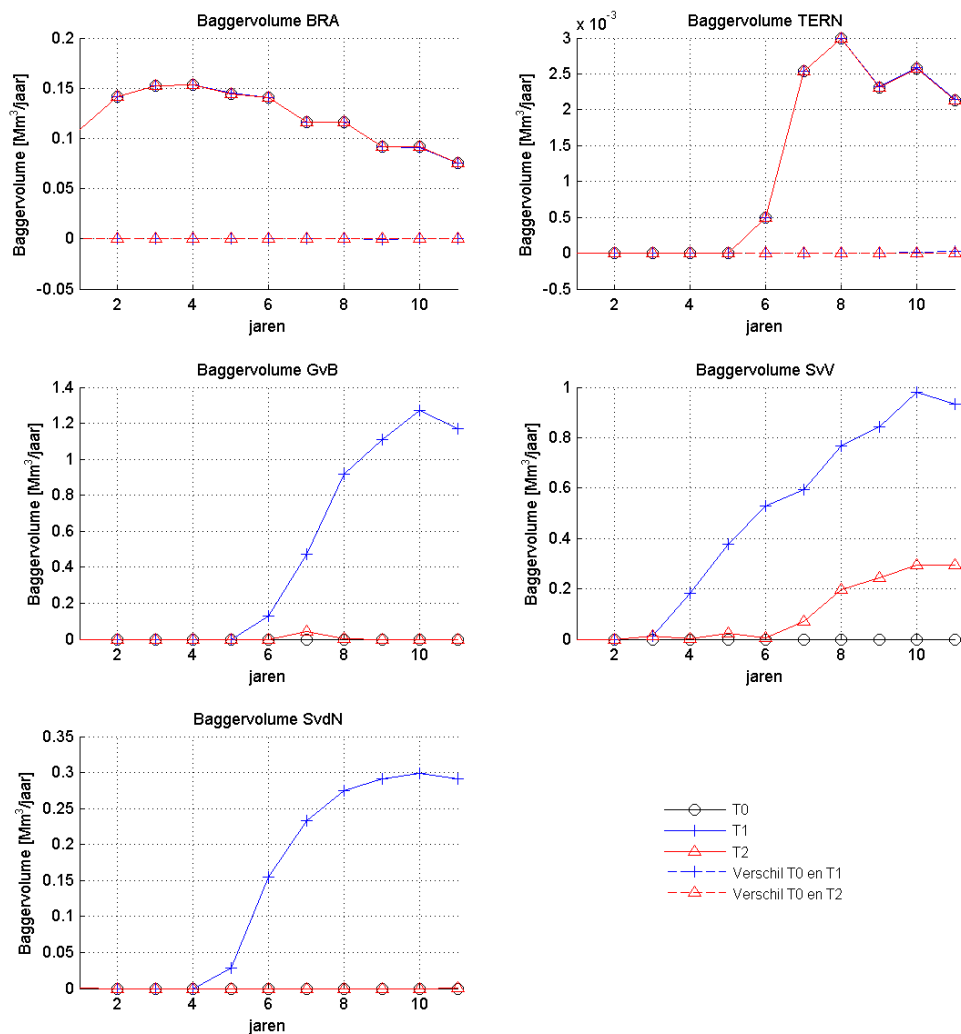 Baggervolume BRA
Baggervolume [Mm³/jaar]
0.2
0.15
0.1
0.05
0
-0.05
2 4 6 8 10
jaren
Baggervolume TERN
x 10⁻³
Baggervolume [Mm³/jaar]
3
2.5
2
1.5
1
0.5
0
-0.5
2 4 6 8 10
jaren
Baggervolume GvB
Baggervolume [Mm³/jaar]
1.4
1.2
1
0.8
0.6
0.4
0.2
0
2 4 6 8 10
jaren
Baggervolume SvV
Baggervolume [Mm³/jaar]
1
0.8
0.6
0.4
0.2
0
2 4 6 8 10
jaren
Baggervolume SvdN
Baggervolume [Mm³/jaar]
0.35
0.3
0.25
0.2
0.15
0.1
0.05
0
2 4 6 8 10
jaren
T0
T1
T2
Verschil T0 en T1
Verschil T0 en T2